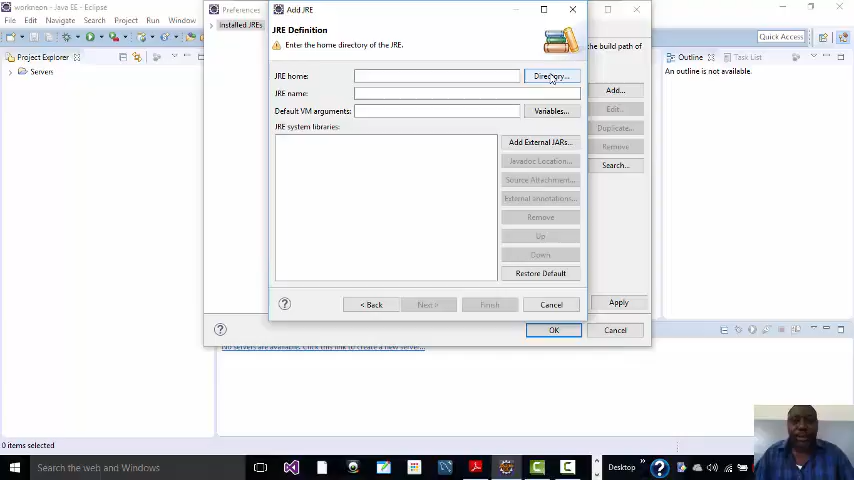 workneon - Java EE - Eclipse
File Edit Navigate Search Project Run Window
Quick Access
Project Explorer
Servers
Preferences
Installed JREs
Add JRE
JRE Definition
Enter the home directory of the JRE.
JRE home:
Directory...
JRE name:
Default VM arguments:
Variables...
JRE system libraries:
Add External JARs...
Javadoc Location...
Source Attachment...
External annotations...
Remove
Up
Down
Restore Default
< Back
Next >
Finish
Cancel
the build path of
Add...
Edit...
Duplicate...
Remove
Search...
Apply
OK
Cancel
Outline
Task List
An outline is not available.
No servers are available. Click this link to create a new server...
0 items selected
Search the web and Windows
Desktop